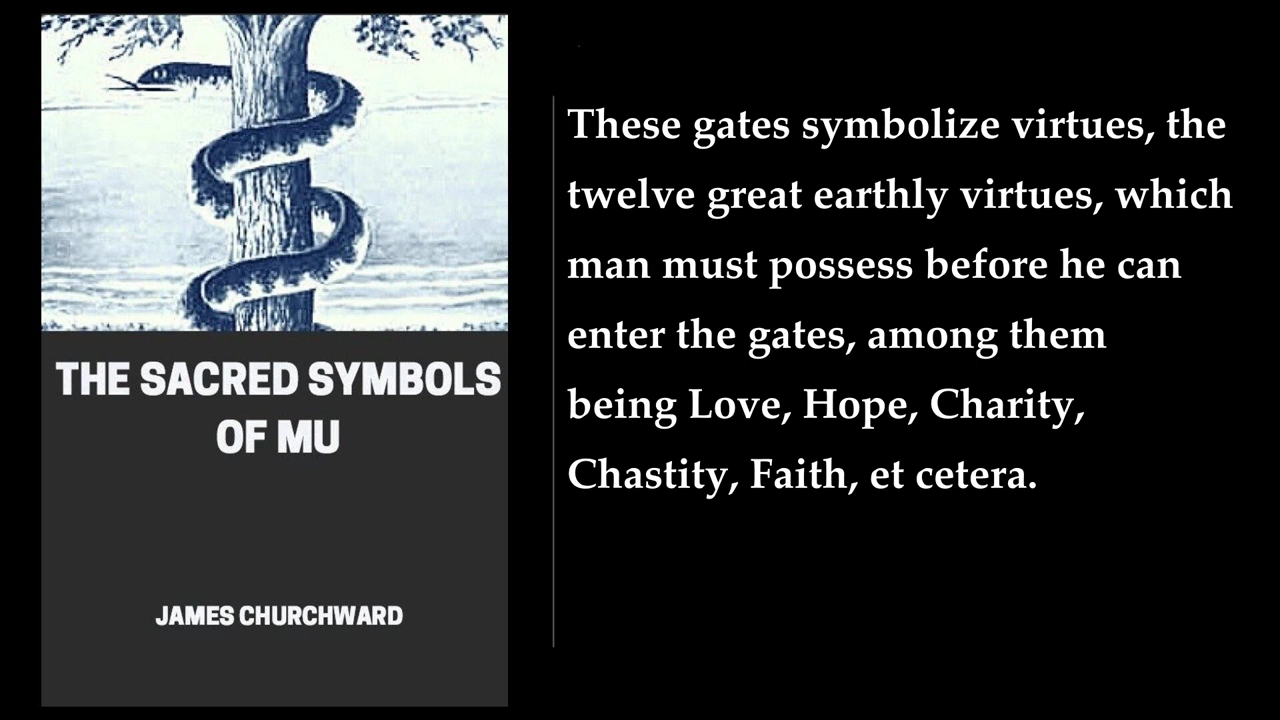 THE SACRED SYMBOLS
OF MU
JAMES CHURCHWARD
These gates symbolize virtues, the
twelve great earthly virtues, which
man must possess before he can
enter the gates, among them
being Love, Hope, Charity,
Chastity, Faith, et cetera.